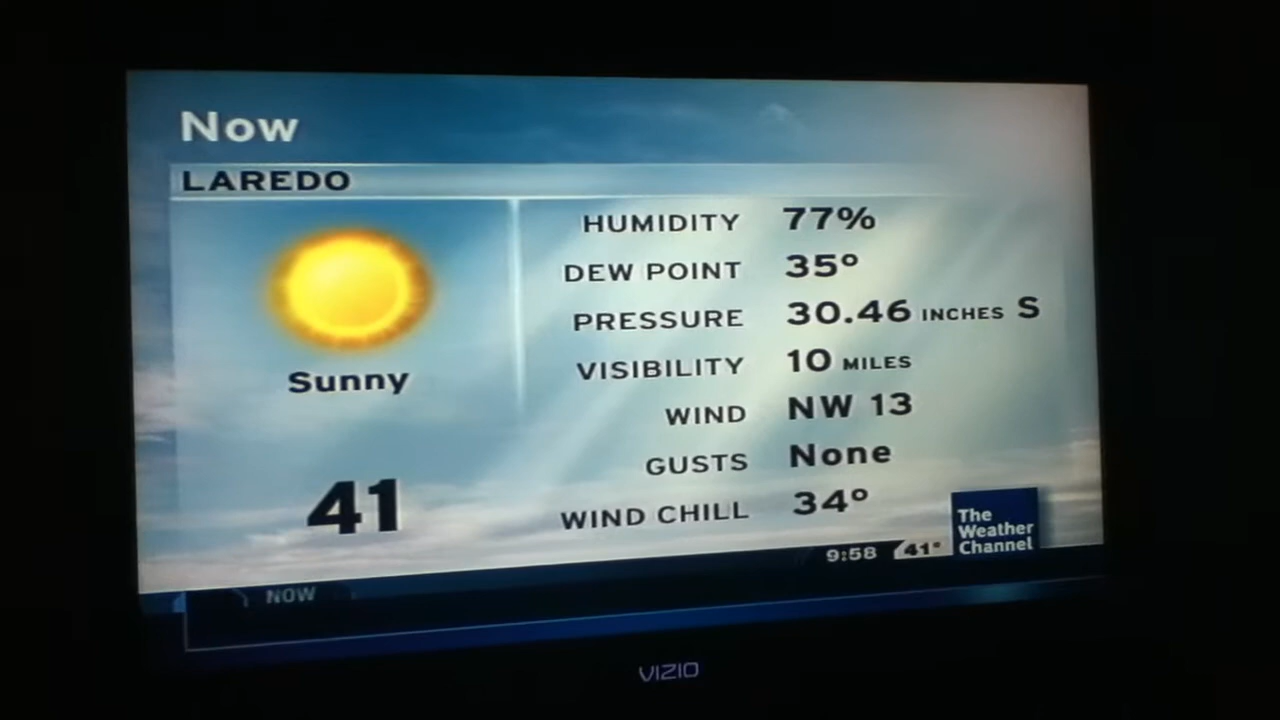 Now
LAREDO
Sunny
41
HUMIDITY 77%
DEW POINT 35°
PRESSURE 30.46 INCHES S
VISIBILITY 10 MILES
WIND NW 13
GUSTS None
WIND CHILL 34°
The
Weather
Channel
9:58 41°
NOW
VIZIO